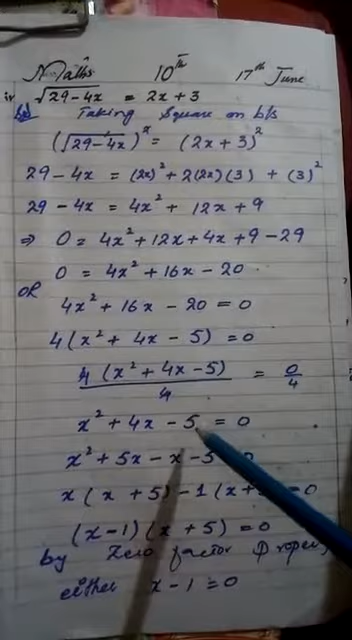 Maths 10th 17th June
iv √(29-4x) = 2x+3
Sol Taking Square on b/s
(√(29-4x))² = (2x+3)²
29-4x = (2x)² + 2(2x)(3) + (3)²
29-4x = 4x² + 12x + 9
⇒ 0 = 4x² + 12x + 4x + 9 - 29
0 = 4x² + 16x - 20
OR
4x² + 16x - 20 = 0
4(x² + 4x - 5) = 0
4(x² + 4x - 5)/4 = 0/4
x² + 4x - 5 = 0
x² + 5x - x - 5 = 0
x(x+5) - 1(x+5) = 0
(x-1)(x+5) = 0
by Zero factor
either x-1 = 0